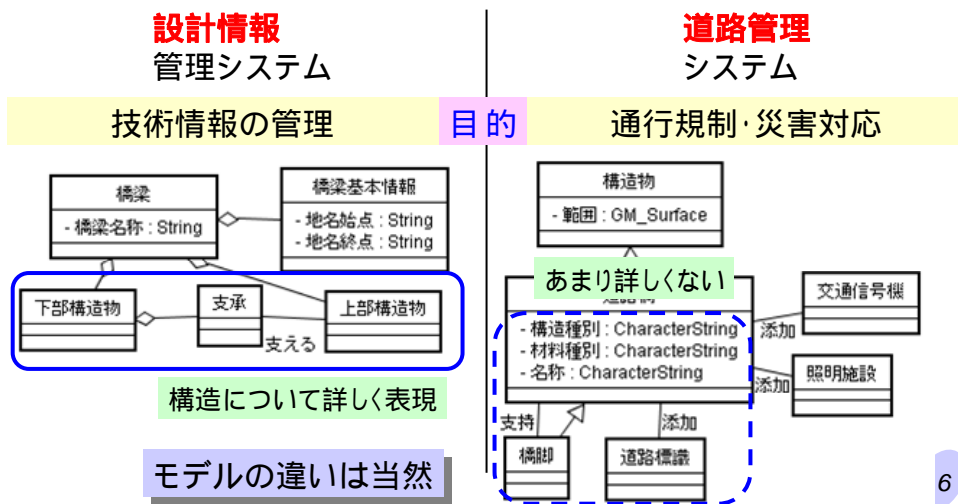 設計情報
管理システム
道路管理
システム
技術情報の管理
目的
通行規制・災害対応
橋梁
- 橋梁名称 : String
橋梁基本情報
- 地名始点 : String
- 地名終点 : String
下部構造物
支承
上部構造物
支える
構造について詳しく表現
構造物
- 範囲 : GM_Surface
あまり詳しくない
- 構造種別 : CharacterString
- 材料種別 : CharacterString
- 名称 : CharacterString
交通信号機
添加
照明施設
添加
支持
添加
橋脚
道路標識
モデルの違いは当然
6